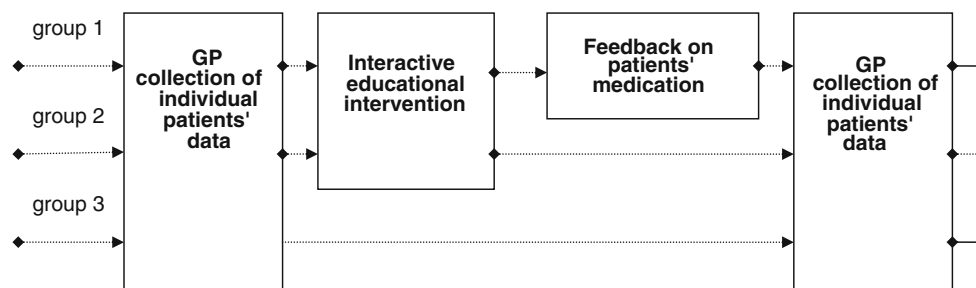 group 1
group 2
group 3
GP
collection of
individual
patients'
data
Interactive
educational
intervention
Feedback on
patients'
medication
GP
collection of
individual
patients'
data